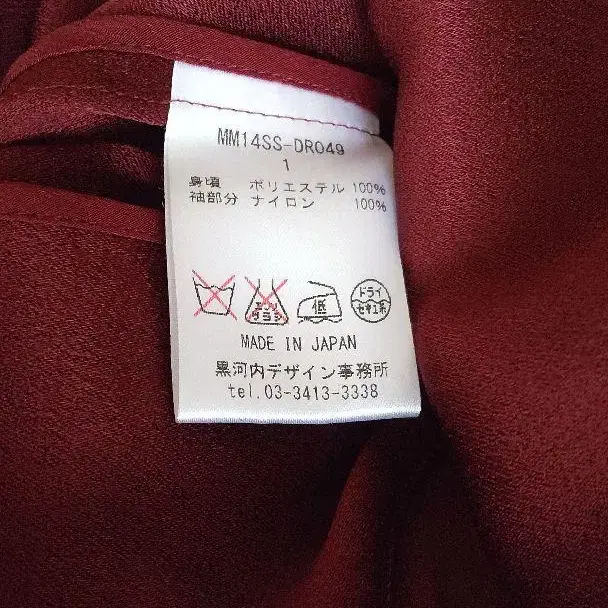 MM14SS-DR049
1
身頃 ポリエステル 100%
袖部分 ナイロン 100%
エンソ サラシ 低 ドライ セキユ系
MADE IN JAPAN
黒河内デザイン事務所
tel.03-3413-3338